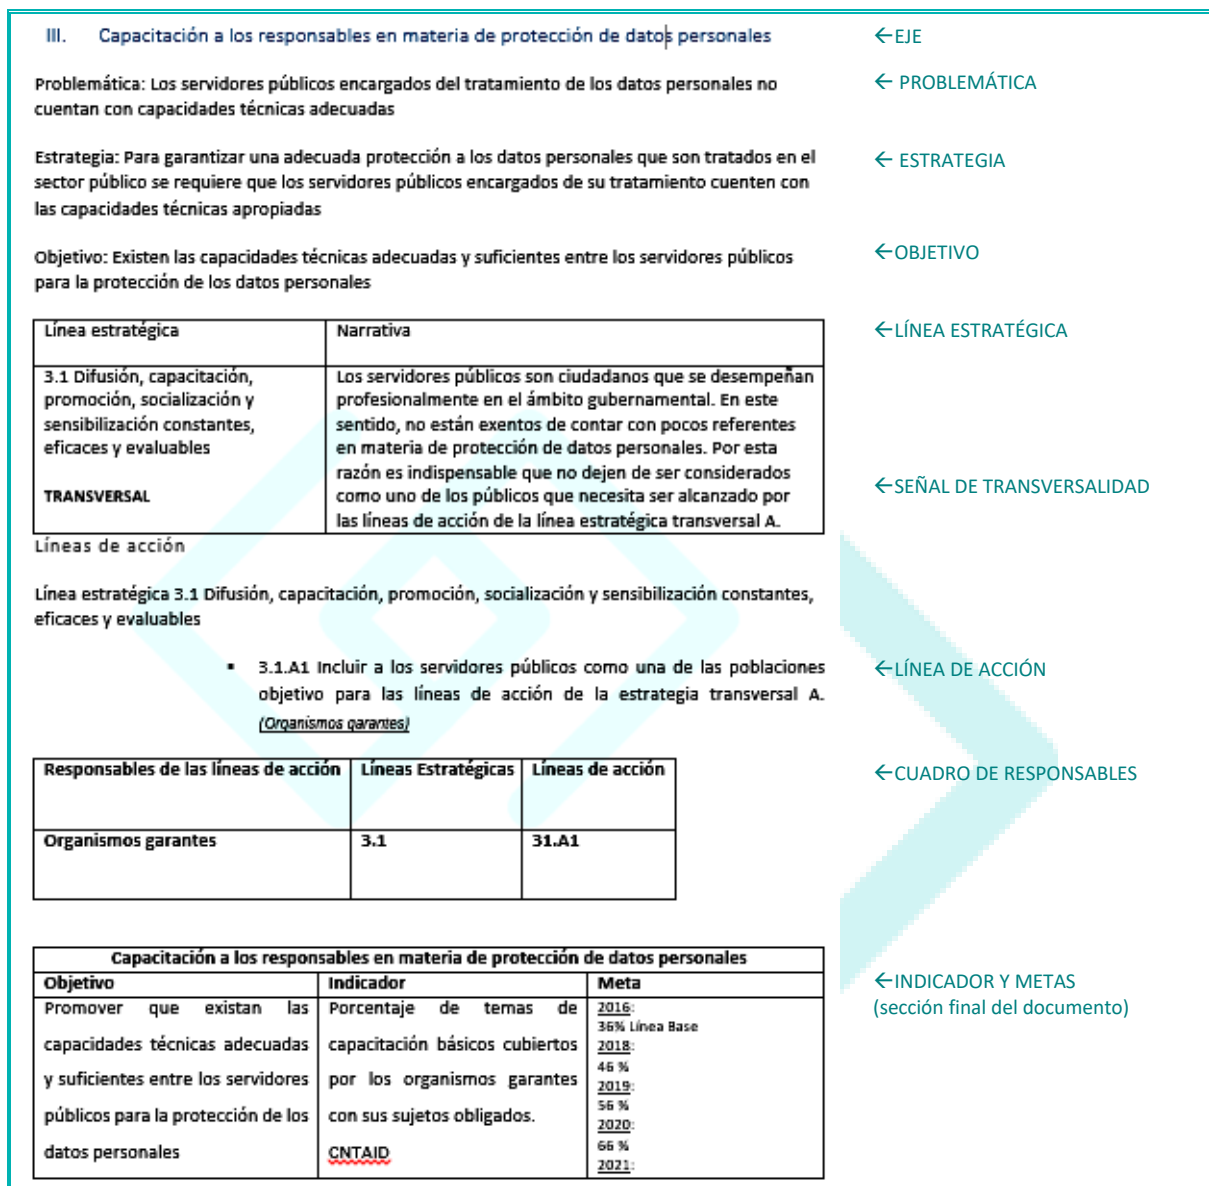 III. Capacitación a los responsables en materia de protección de datos personales
←EJE
Problemática: Los servidores públicos encargados del tratamiento de los datos personales no
cuentan con capacidades técnicas adecuadas
← PROBLEMÁTICA
Estrategia: Para garantizar una adecuada protección a los datos personales que son tratados en el
sector público se requiere que los servidores públicos encargados de su tratamiento cuenten con
las capacidades técnicas apropiadas
← ESTRATEGIA
Objetivo: Existen las capacidades técnicas adecuadas y suficientes entre los servidores públicos
para la protección de los datos personales
←OBJETIVO
Línea estratégica
Narrativa
←LÍNEA ESTRATÉGICA
3.1 Difusión, capacitación,
promoción, socialización y
sensibilización constantes,
eficaces y evaluables
TRANSVERSAL
Los servidores públicos son ciudadanos que se desempeñan
profesionalmente en el ámbito gubernamental. En este
sentido, no están exentos de contar con pocos referentes
en materia de protección de datos personales. Por esta
razón es indispensable que no dejen de ser considerados
como uno de los públicos que necesita ser alcanzado por
las líneas de acción de la línea estratégica transversal A.
←SEÑAL DE TRANSVERSALIDAD
Líneas de acción
Línea estratégica 3.1 Difusión, capacitación, promoción, socialización y sensibilización constantes,
eficaces y evaluables
▪ 3.1.A1 Incluir a los servidores públicos como una de las poblaciones
objetivo para las líneas de acción de la estrategia transversal A.
(Organismos garantes)
←LÍNEA DE ACCIÓN
Responsables de las líneas de acción
Líneas Estratégicas
Líneas de acción
←CUADRO DE RESPONSABLES
Organismos garantes
3.1
31.A1
Capacitación a los responsables en materia de protección de datos personales
Objetivo
Indicador
Meta
←INDICADOR Y METAS
(sección final del documento)
Promover que existan las
capacidades técnicas adecuadas
y suficientes entre los servidores
públicos para la protección de los
datos personales
Porcentaje de temas de
capacitación básicos cubiertos
por los organismos garantes
con sus sujetos obligados.
CNTAID
2016:
36% Línea Base
2018:
46 %
2019:
56 %
2020:
66 %
2021: